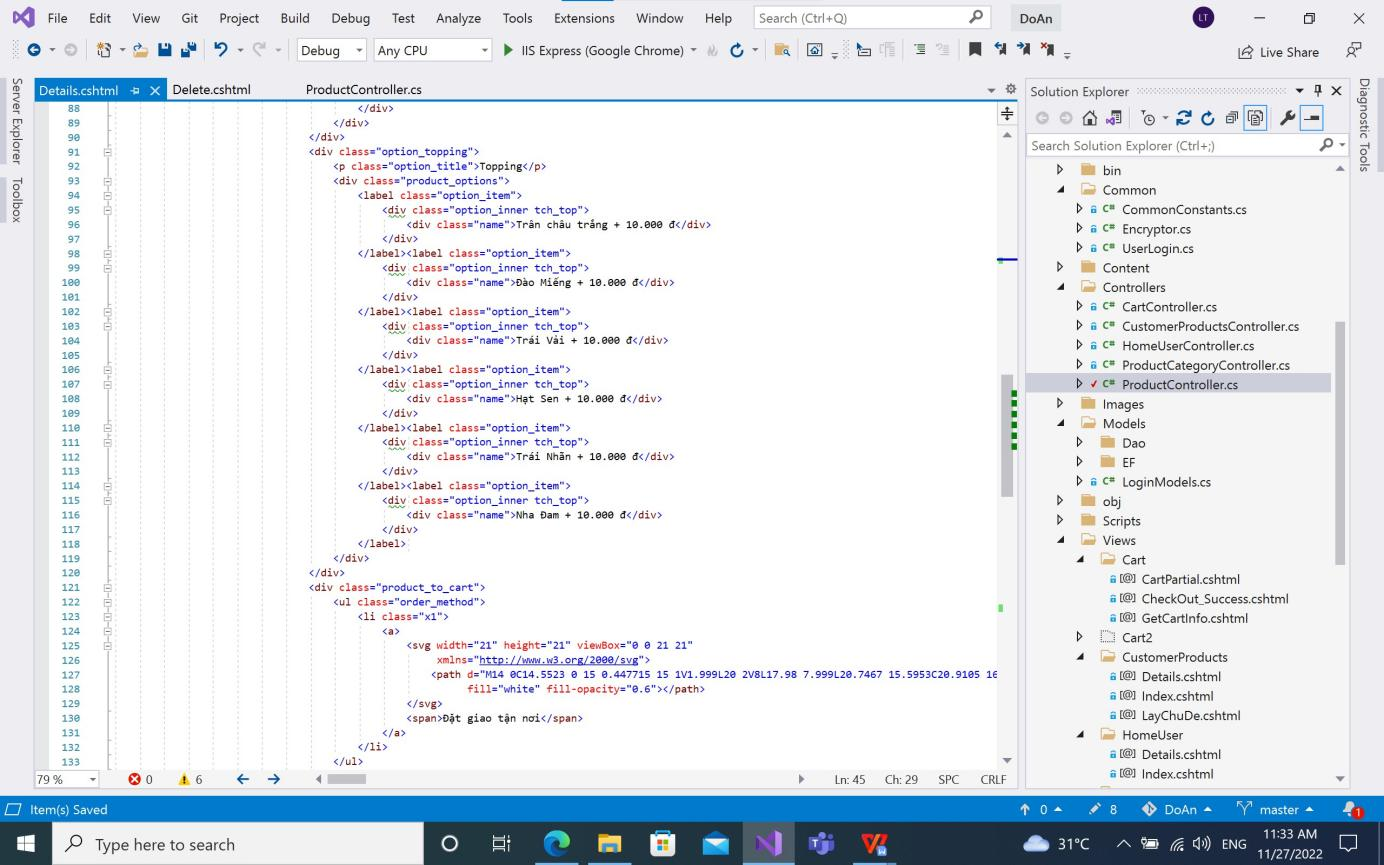 File Edit View Git Project Build Debug Test Analyze Tools Extensions Window Help Search (Ctrl+Q) DoAn LT
Debug Any CPU IIS Express (Google Chrome) Live Share
Server Explorer
Toolbox
Details.cshtml Delete.cshtml ProductController.cs
88 </div>
89 </div>
90 </div>
91 <div class="option_topping">
92 <p class="option_title">Topping</p>
93 <div class="product_options">
94 <label class="option_item">
95 <div class="option_inner tch_top">
96 <div class="name">Trân châu trắng + 10.000 đ</div>
97 </div>
98 </label><label class="option_item">
99 <div class="option_inner tch_top">
100 <div class="name">Đào Miếng + 10.000 đ</div>
101 </div>
102 </label><label class="option_item">
103 <div class="option_inner tch_top">
104 <div class="name">Trái Vải + 10.000 đ</div>
105 </div>
106 </label><label class="option_item">
107 <div class="option_inner tch_top">
108 <div class="name">Hạt Sen + 10.000 đ</div>
109 </div>
110 </label><label class="option_item">
111 <div class="option_inner tch_top">
112 <div class="name">Trái Nhãn + 10.000 đ</div>
113 </div>
114 </label><label class="option_item">
115 <div class="option_inner tch_top">
116 <div class="name">Nha Đam + 10.000 đ</div>
117 </div>
118 </label>
119 </div>
120 </div>
121 <div class="product_to_cart">
122 <ul class="order_method">
123 <li class="x1">
124 <a>
125 <svg width="21" height="21" viewBox="0 0 21 21"
126 xmlns="http://www.w3.org/2000/svg">
127 <path d="M14 0C14.5523 0 15 0.447715 15 1V1.999L20 2V8L17.98 7.999L20.7467 15.5953C20.9105 16
128 fill="white" fill-opacity="0.6"></path>
129 </svg>
130 <span>Đặt giao tận nơi</span>
131 </a>
132 </li>
133 </ul>
79 % 0 6 Ln: 45 Ch: 29 SPC CRLF
Solution Explorer
Search Solution Explorer (Ctrl+;)
bin
Common
C# CommonConstants.cs
C# Encryptor.cs
C# UserLogin.cs
Content
Controllers
C# CartController.cs
C# CustomerProductsController.cs
C# HomeUserController.cs
C# ProductCategoryController.cs
C# ProductController.cs
Images
Models
Dao
EF
C# LoginModels.cs
obj
Scripts
Views
Cart
[@] CartPartial.cshtml
[@] CheckOut_Success.cshtml
[@] GetCartInfo.cshtml
Cart2
CustomerProducts
[@] Details.cshtml
[@] Index.cshtml
[@] LayChuDe.cshtml
HomeUser
[@] Details.cshtml
[@] Index.cshtml
Diagnostic Tools
Item(s) Saved 0 8 DoAn master 1
Type here to search 31°C ENG 11:33 AM
11/27/2022